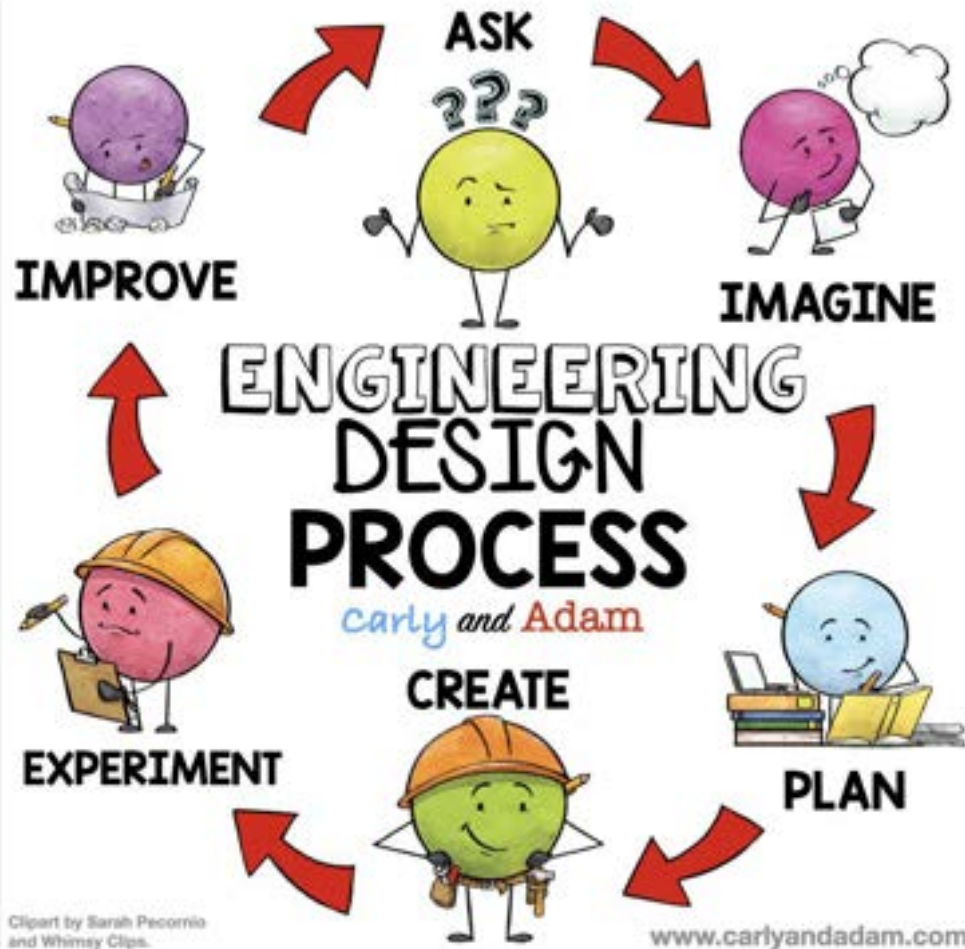 ASK
???
IMPROVE
IMAGINE
ENGINEERING
DESIGN
PROCESS
Carly and Adam
CREATE
EXPERIMENT
PLAN
Clipart by Sarah Pecornio
and Whimsy Clips.
www.carlyandadam.com